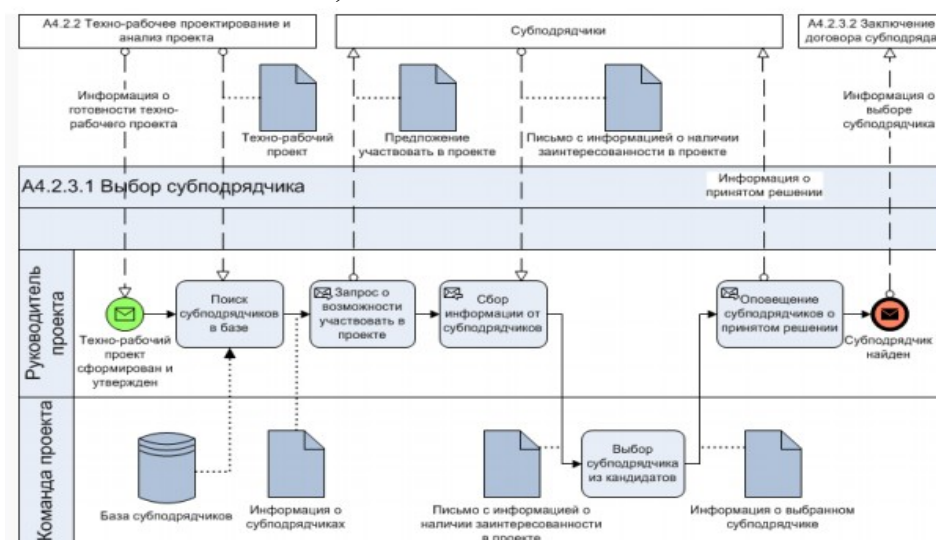 А4.2.2 Техно-рабочее проектирование и
анализ проекта
Субподрядчики
А4.2.3.2 Заключение
договора субподряда
Информация о
готовности техно-
рабочего проекта
Техно-рабочий
проект
Предложение
участвовать в проекте
Письмо с информацией о наличии
заинтересованности в проекте
Информация о
выборе
субподрядчика
Информация о
принятом решении
А4.2.3.1 Выбор субподрядчика
Руководитель
проекта
Техно-рабочий
проект
сформирован и
утвержден
Поиск
субподрядчиков
в базе
Запрос о
возможности
участвовать в
проекте
Сбор
информации от
субподрядчиков
Оповещение
субподрядчиков о
принятом решении
Субподрядчик
найден
Команда проекта
База субподрядчиков
Информация о
субподрядчиках
Письмо с информацией о
наличии заинтересованности
в проекте
Выбор
субподрядчика
из кандидатов
Информация о выбранном
субподрядчике